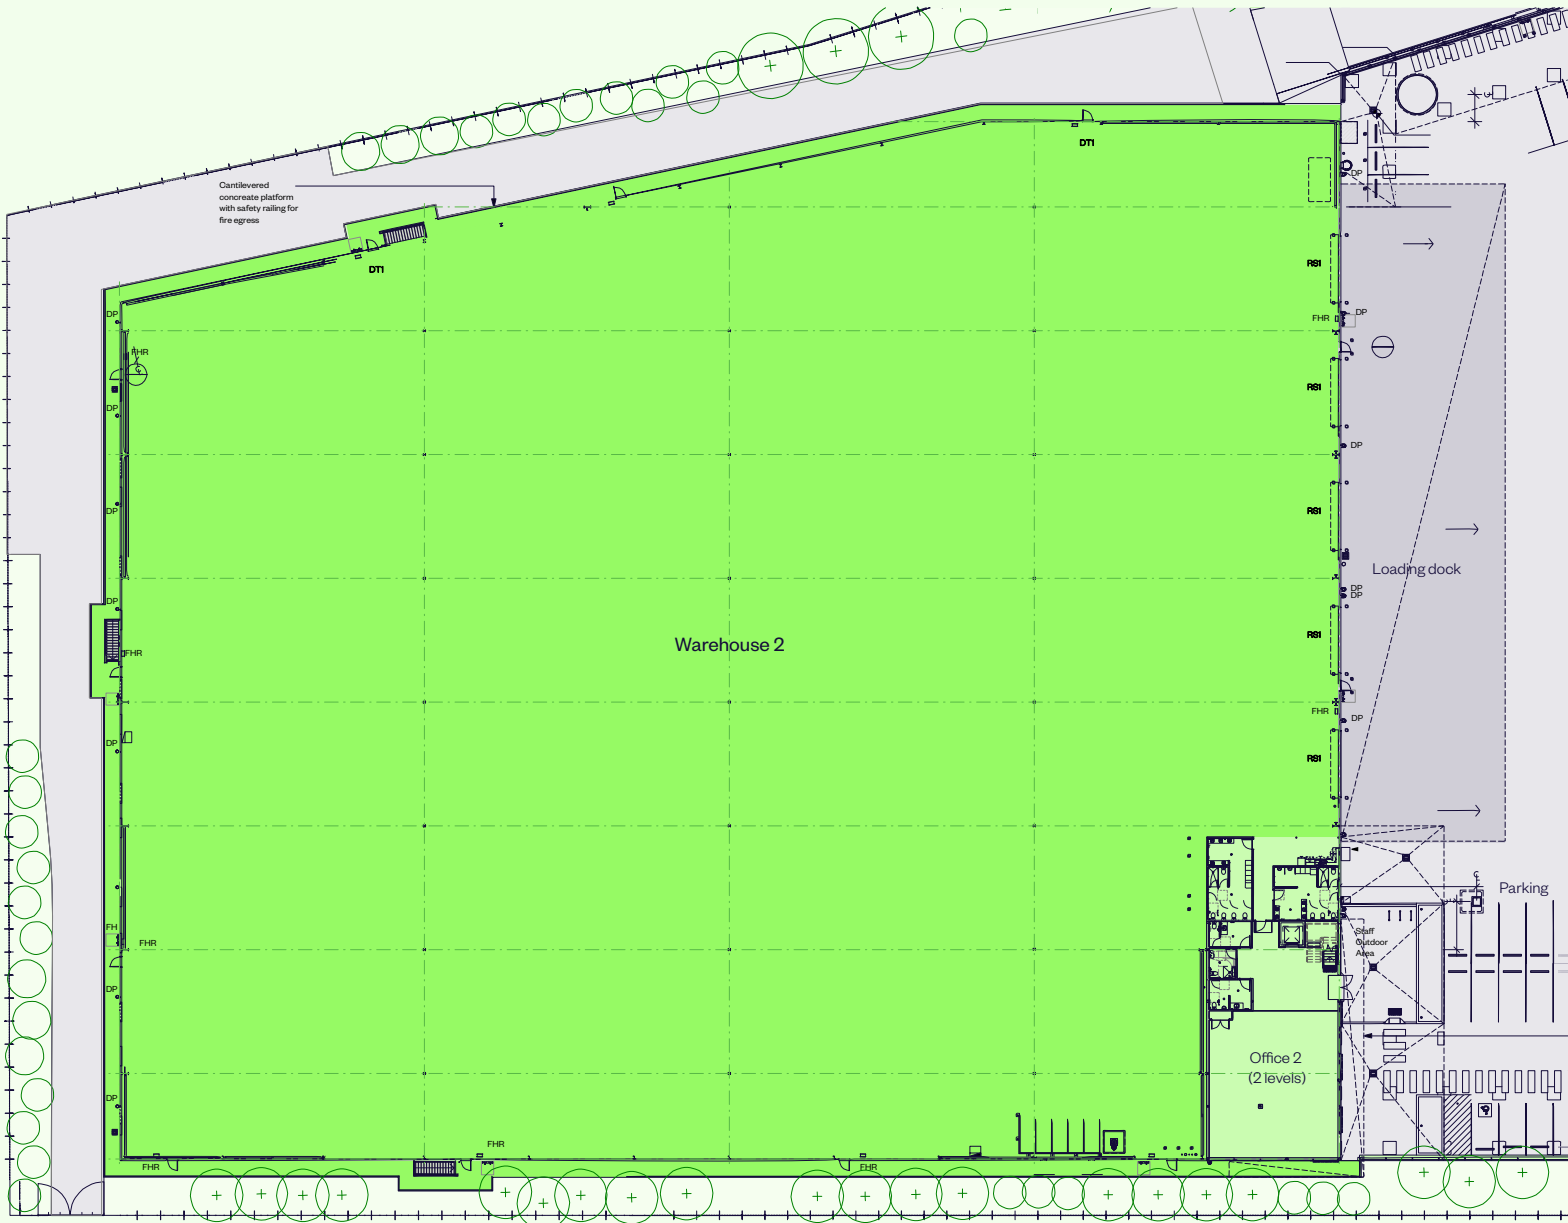 DT1
Cantilevered
concreate platform
with safety railing for
fire egress
DP
DT1
RS1
DP
FHR
DP
FHR
RS1
DP
DP
RS1
DP
Loading dock
DP
DP
DP
RS1
Warehouse 2
FHR
FHR
DP
DP
RS1
Parking
FH
FHR
Staff
Outdoor
Area
DP
Office 2
(2 levels)
DP
FHR
FHR
FHR